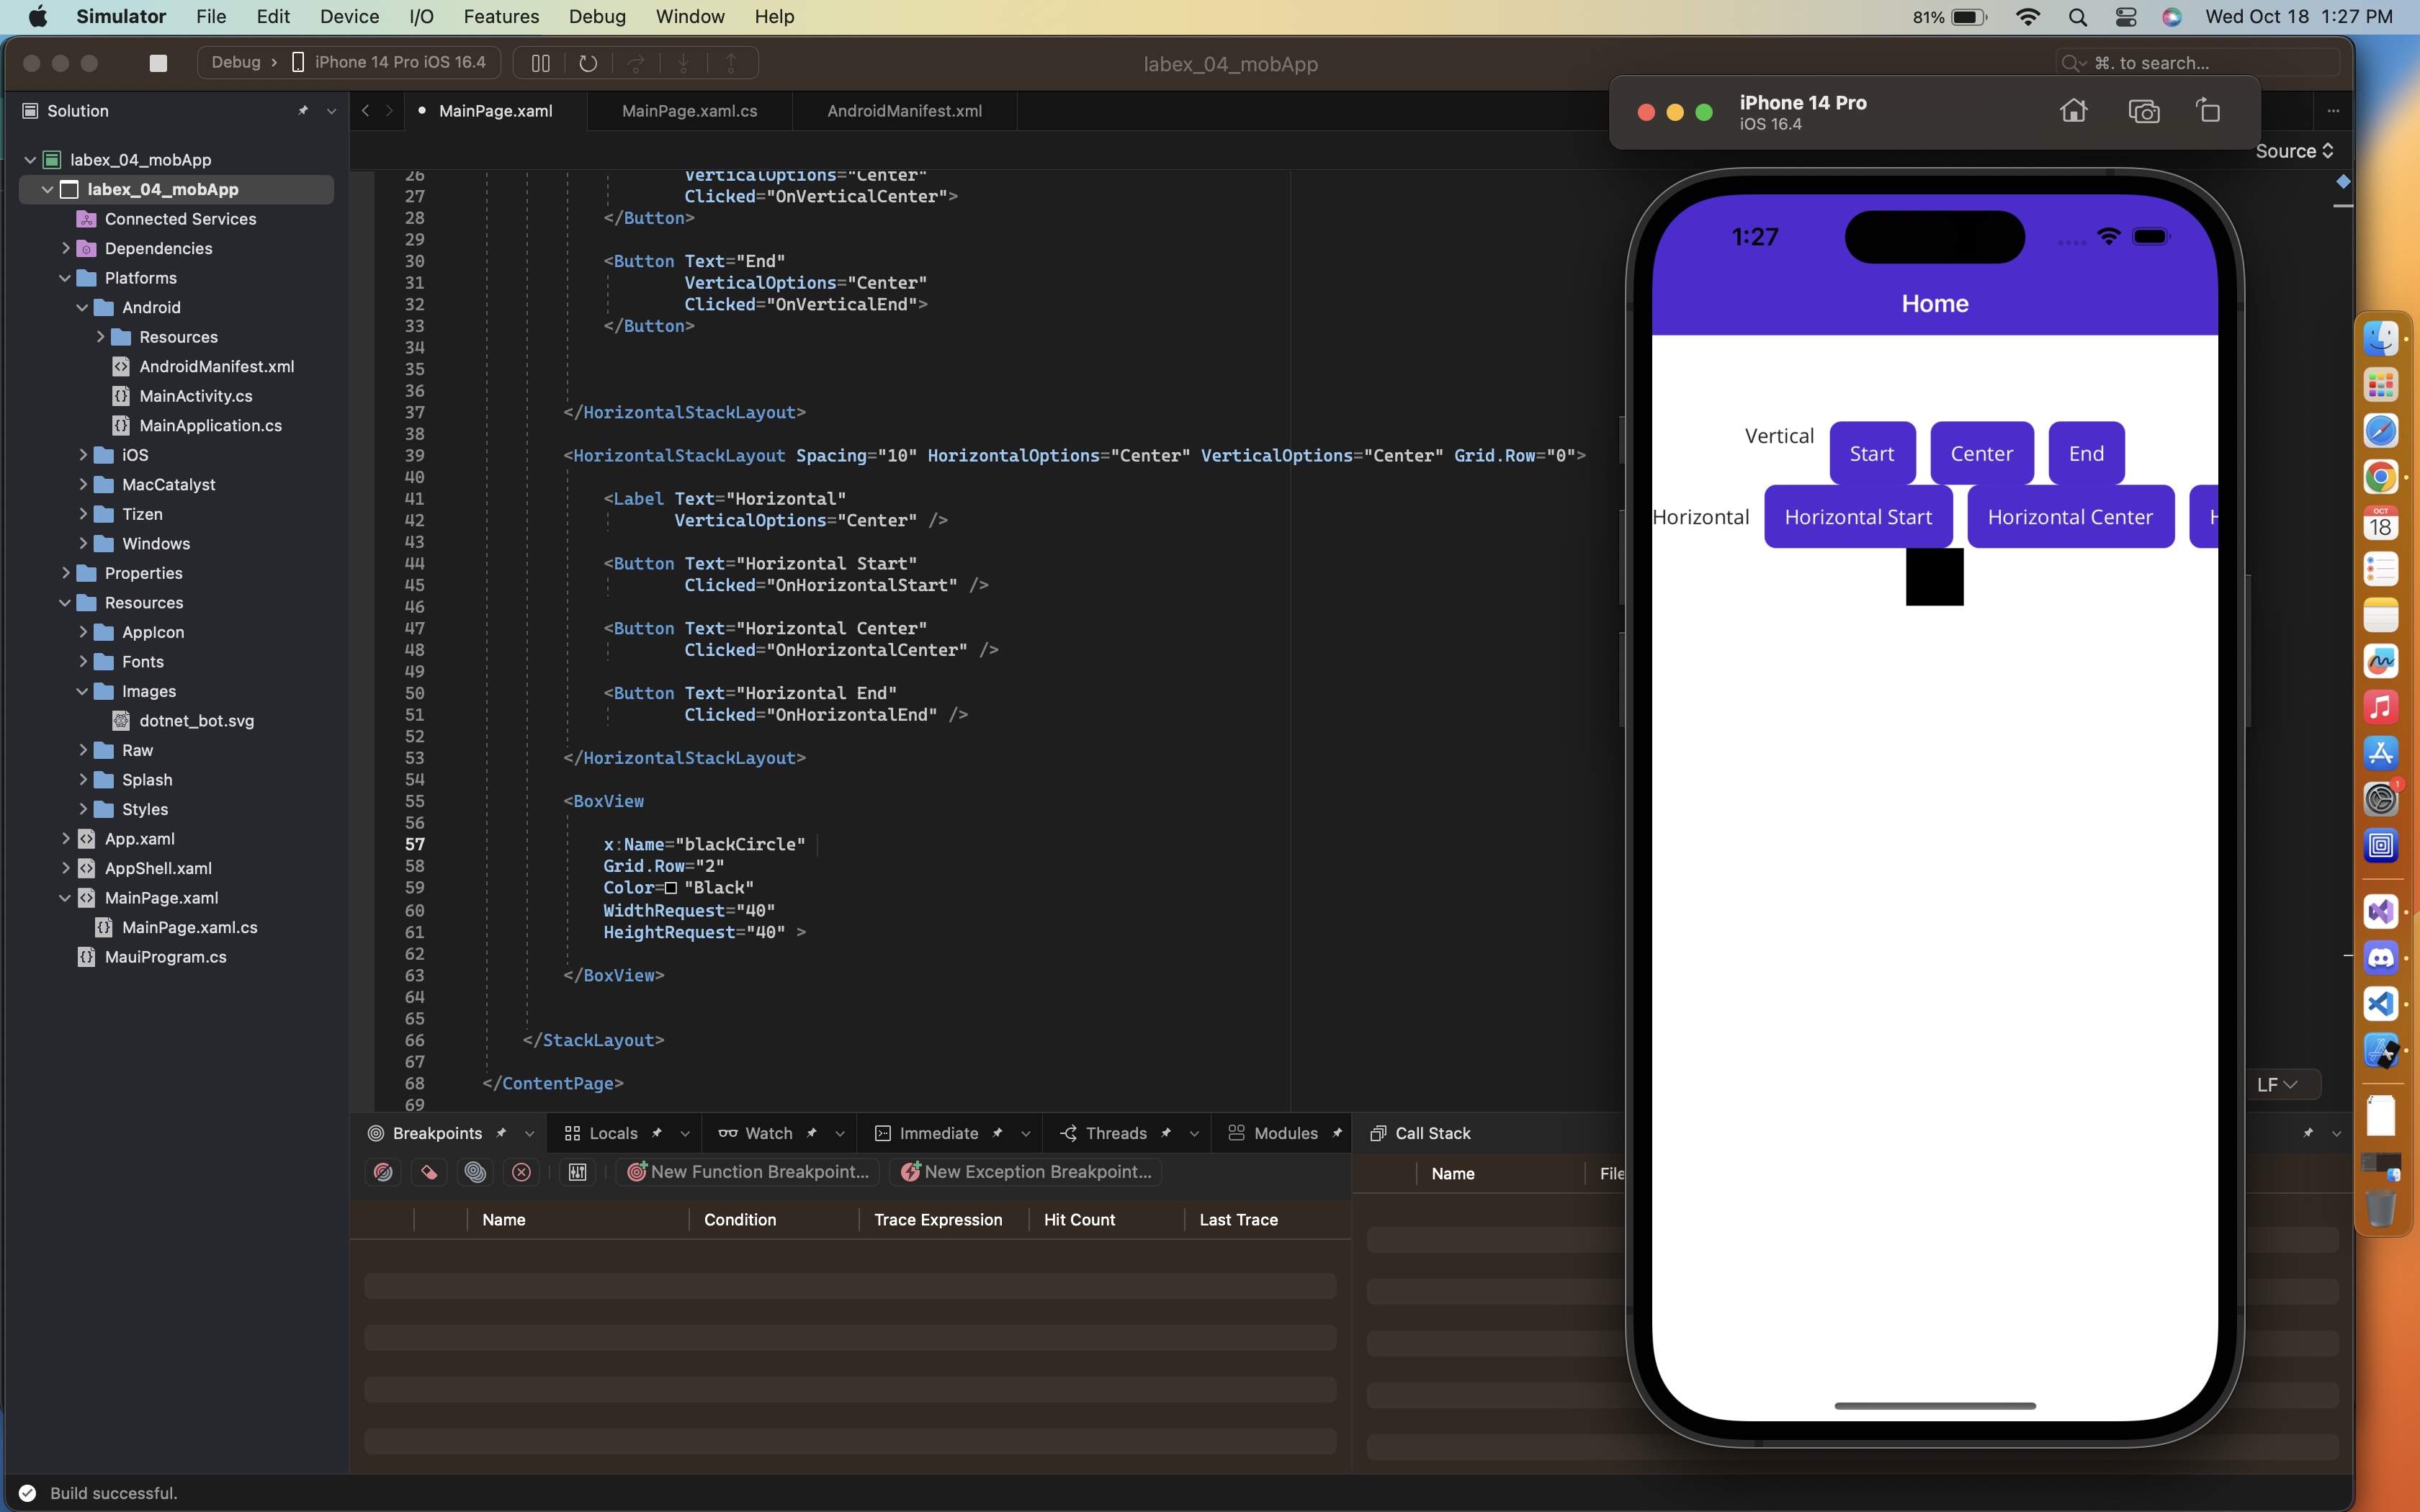 Simulator File Edit Device I/O Features Debug Window Help 81% Wed Oct 18 1:27 PM
Debug › iPhone 14 Pro iOS 16.4
labex_04_mobApp
⌘. to search...
Solution
MainPage.xaml
MainPage.xaml.cs
AndroidManifest.xml
iPhone 14 Pro
iOS 16.4
Source
labex_04_mobApp
labex_04_mobApp
Connected Services
Dependencies
Platforms
Android
Resources
AndroidManifest.xml
MainActivity.cs
MainApplication.cs
iOS
MacCatalyst
Tizen
Windows
Properties
Resources
AppIcon
Fonts
Images
dotnet_bot.svg
Raw
Splash
Styles
App.xaml
AppShell.xaml
MainPage.xaml
MainPage.xaml.cs
MauiProgram.cs
26 VerticalOptions="Center"
27 Clicked="OnVerticalCenter">
28 </Button>
29
30 <Button Text="End"
31 VerticalOptions="Center"
32 Clicked="OnVerticalEnd">
33 </Button>
34
35
36
37 </HorizontalStackLayout>
38
39 <HorizontalStackLayout Spacing="10" HorizontalOptions="Center" VerticalOptions="Center" Grid.Row="0">
40
41 <Label Text="Horizontal"
42 VerticalOptions="Center" />
43
44 <Button Text="Horizontal Start"
45 Clicked="OnHorizontalStart" />
46
47 <Button Text="Horizontal Center"
48 Clicked="OnHorizontalCenter" />
49
50 <Button Text="Horizontal End"
51 Clicked="OnHorizontalEnd" />
52
53 </HorizontalStackLayout>
54
55 <BoxView
56
57 x:Name="blackCircle"
58 Grid.Row="2"
59 Color= "Black"
60 WidthRequest="40"
61 HeightRequest="40" >
62
63 </BoxView>
64
65
66 </StackLayout>
67
68 </ContentPage>
69
1:27
Home
Vertical Start Center End
Horizontal Horizontal Start Horizontal Center H
OCT
18
1
LF
Breakpoints
Locals
Watch
Immediate
Threads
Modules
Call Stack
New Function Breakpoint...
New Exception Breakpoint...
Name
File
Name Condition Trace Expression Hit Count Last Trace
Build successful.